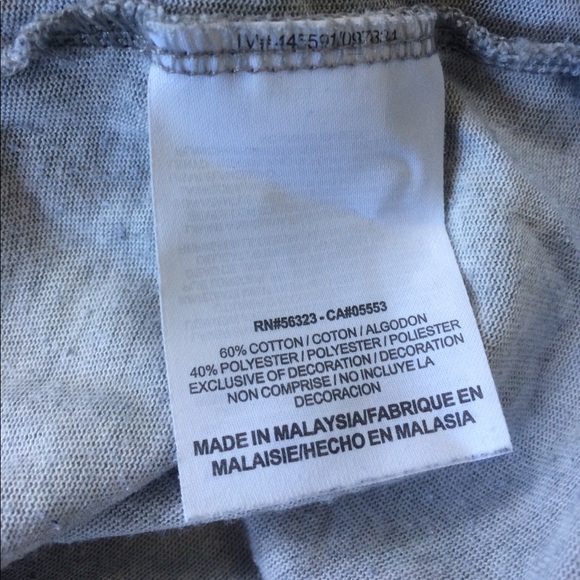 RN#56323 - CA#05553
60% COTTON / COTON / ALGODON
40% POLYESTER / POLYESTER / POLIESTER
EXCLUSIVE OF DECORATION / DECORATION
NON COMPRISE / NO INCLUYE LA
DECORACION
MADE IN MALAYSIA/FABRIQUE EN
MALAISIE/HECHO EN MALASIA